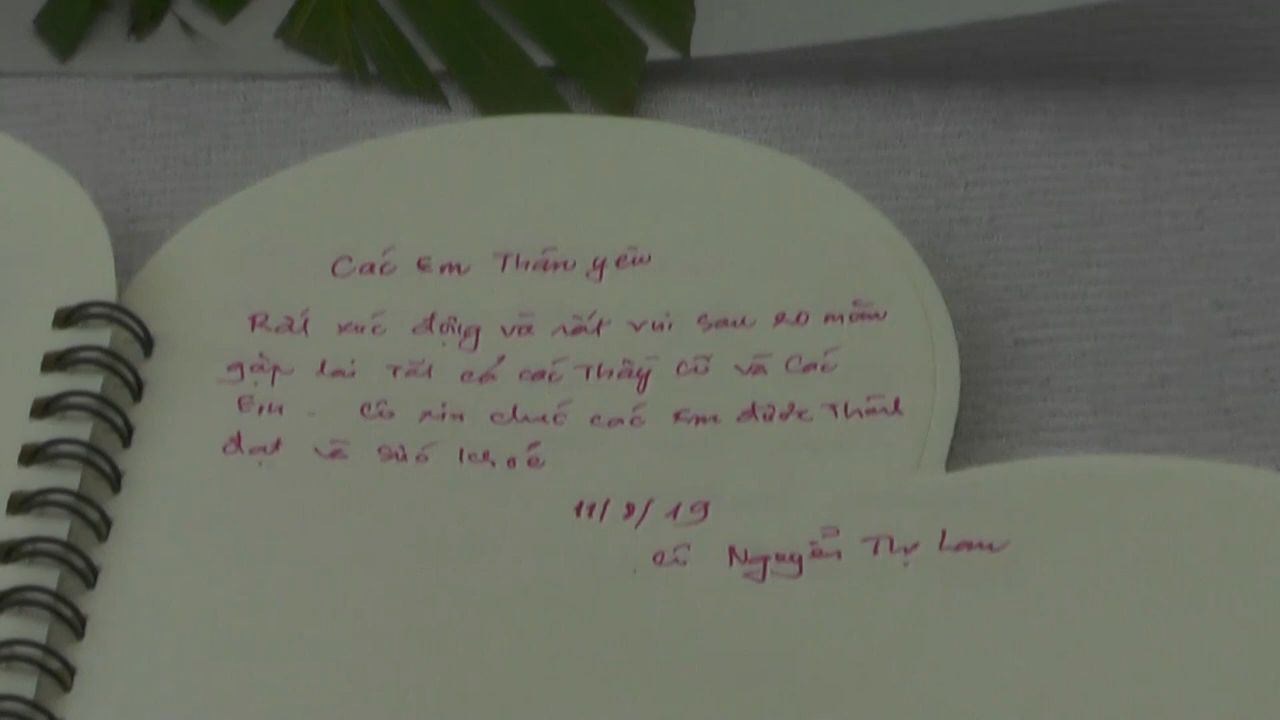 Các Em Thân yêu
Rất xúc động và rất vui sau 20 năm
gặp lại tất cả các Thầy Cô và Các
Em. Cô xin chúc các Em được Thành
đạt và sức khoẻ
11/8/19
Cô Nguyễn Thị Lan